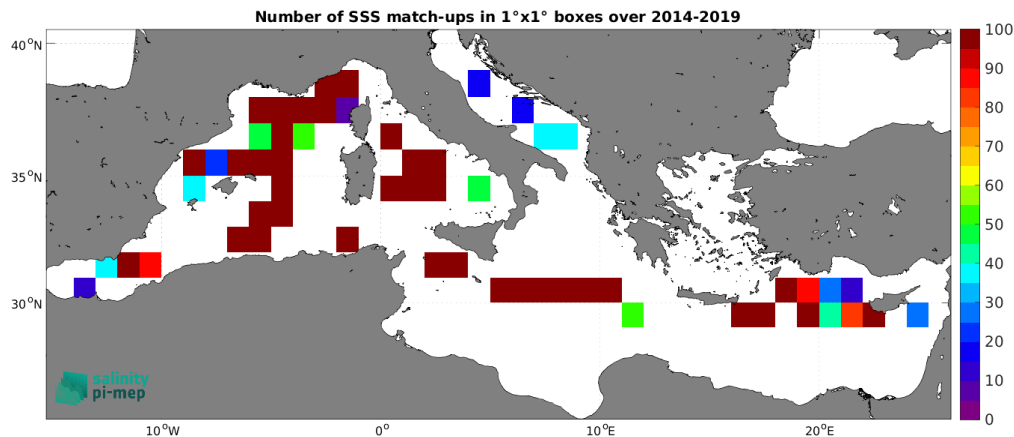 Number of SSS match-ups in 1°x1° boxes over 2014-2019
40°N
35°N
30°N
10°W
0°
10°E
20°E
100
90
80
70
60
50
40
30
20
10
0
salinity
pi-mep